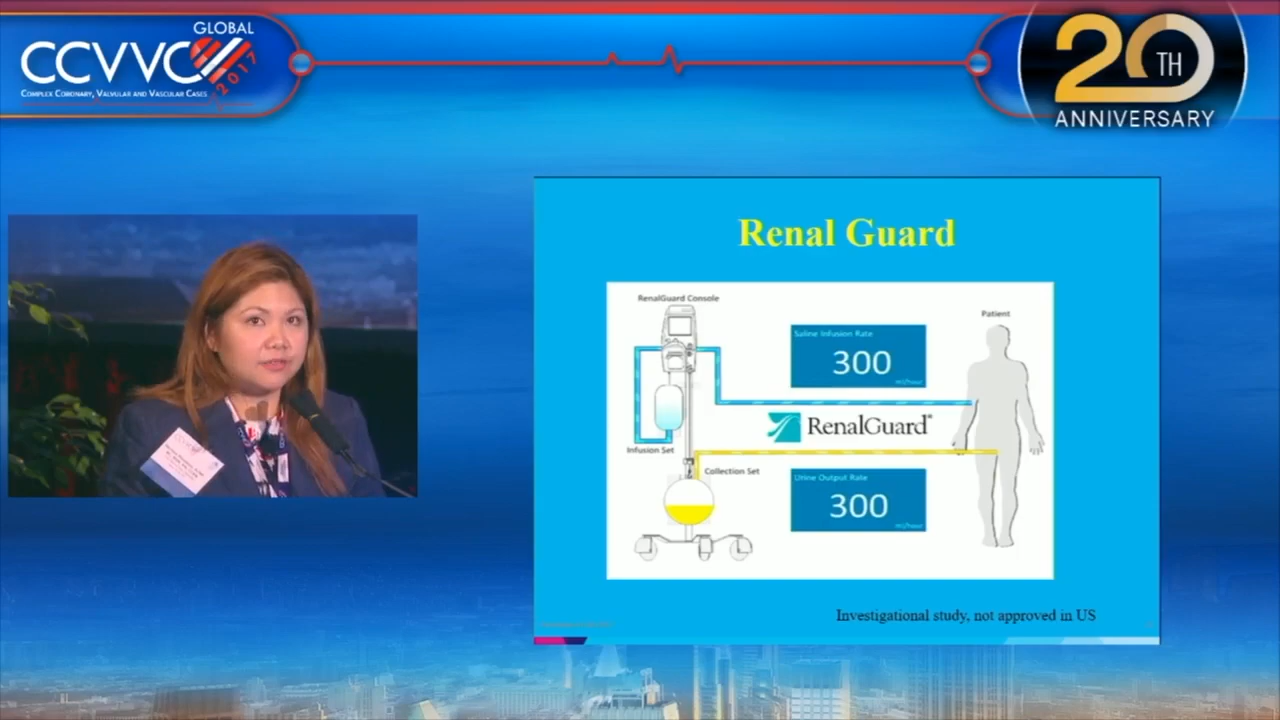 GLOBAL
CCVVC
2017
COMPLEX CORONARY, VALVULAR AND VASCULAR CASES
20TH
ANNIVERSARY
Renal Guard
RenalGuard Console
Patient
Saline Infusion Rate
300
ml/hour
RenalGuard®
Infusion Set
Collection Set
Urine Output Rate
300
ml/hour
Investigational study, not approved in US